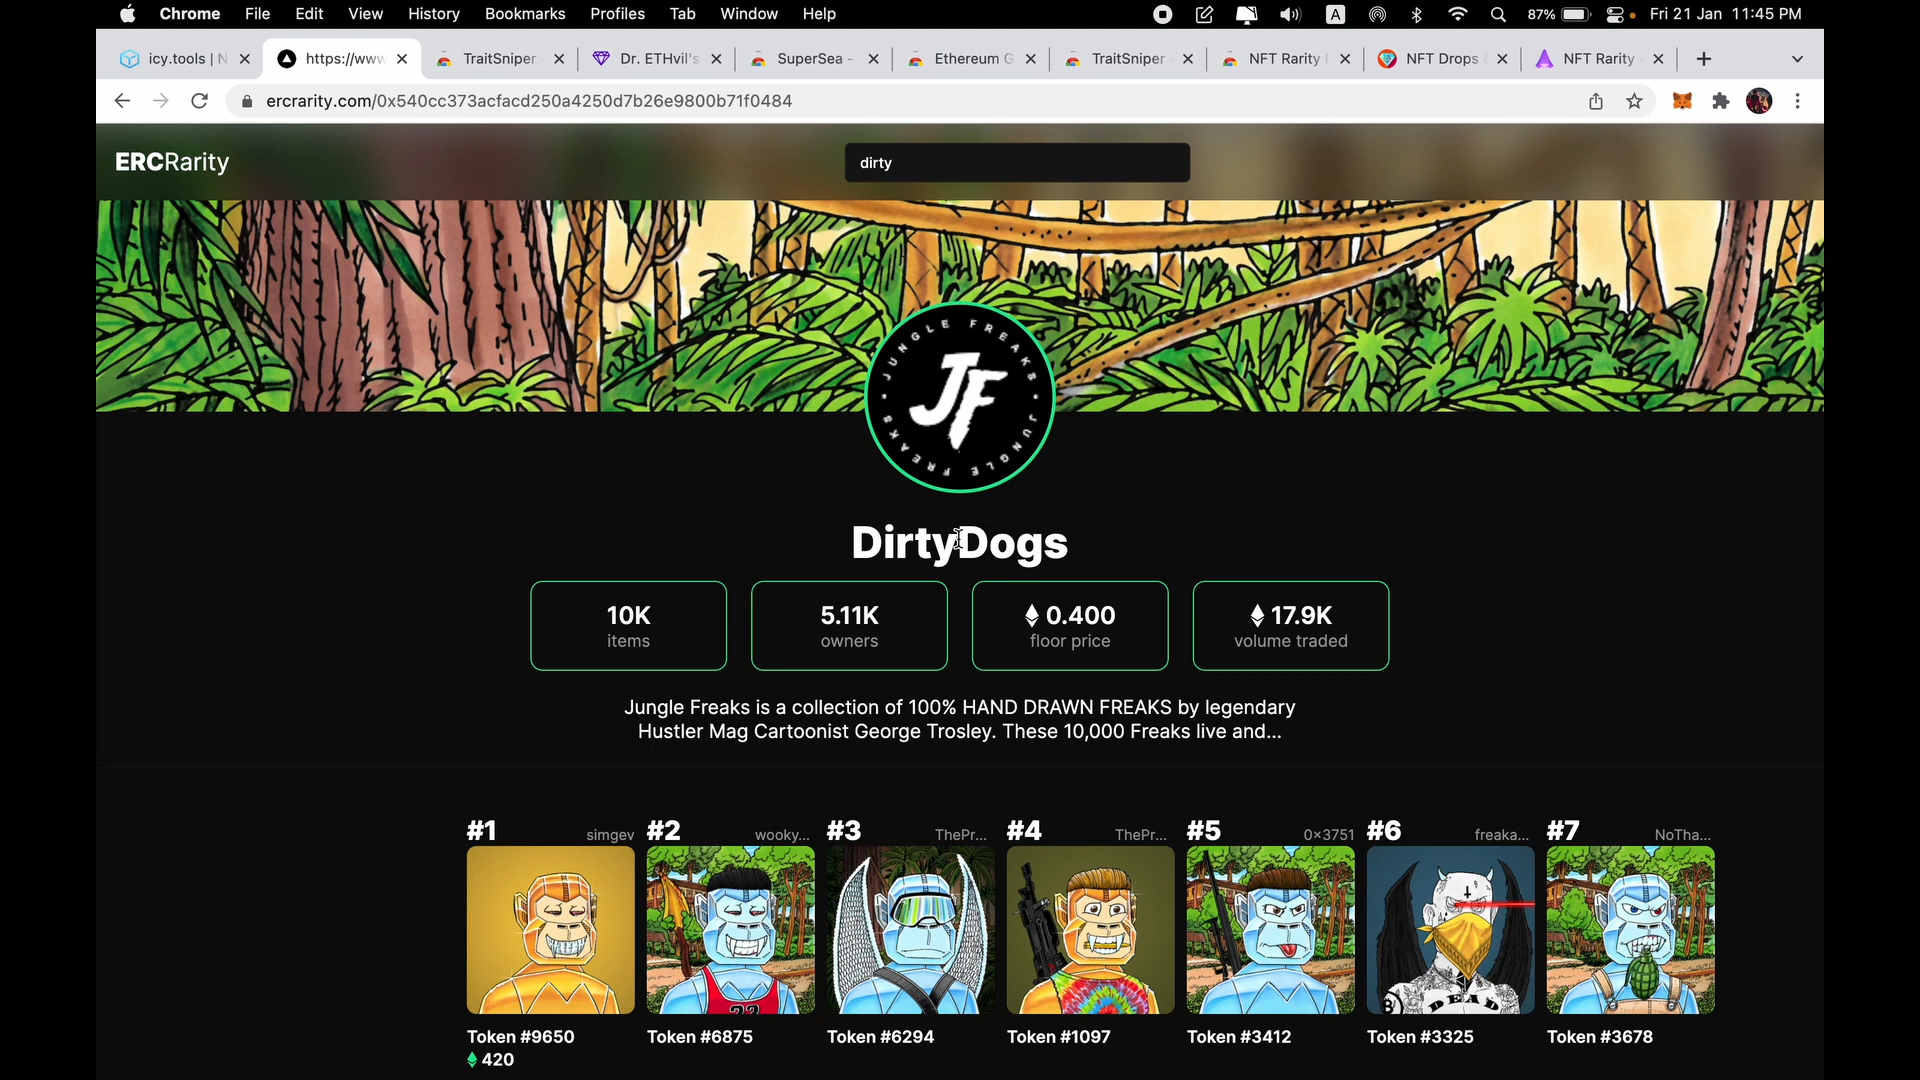 Chrome File Edit View History Bookmarks Profiles Tab Window Help A 87% Fri 21 Jan 11:45 PM
icy.tools | N https://www TraitSniper - Dr. ETHvil's SuperSea - Ethereum G TraitSniper NFT Rarity NFT Drops & NFT Rarity -
ercrarity.com/0x540cc373acfacd250a4250d7b26e9800b71f0484
ERCRarity dirty
JUNGLE FREAKS • JUNGLE FREAKS •
JF
DirtyDogs
10K 5.11K 0.400 17.9K
items owners floor price volume traded
Jungle Freaks is a collection of 100% HAND DRAWN FREAKS by legendary
Hustler Mag Cartoonist George Trosley. These 10,000 Freaks live and...
#1 simgev #2 wooky... #3 ThePr... #4 ThePr... #5 0x3751 #6 freaka... #7 NoTha...
23
DEAD
Token #9650 Token #6875 Token #6294 Token #1097 Token #3412 Token #3325 Token #3678
420